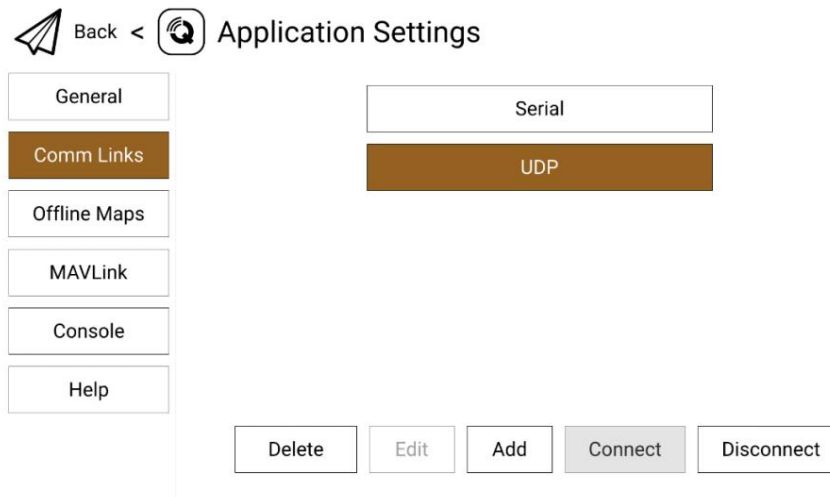 Back < Application Settings
General
Comm Links
Offline Maps
MAVLink
Console
Help
Serial
UDP
Delete Edit Add Connect Disconnect